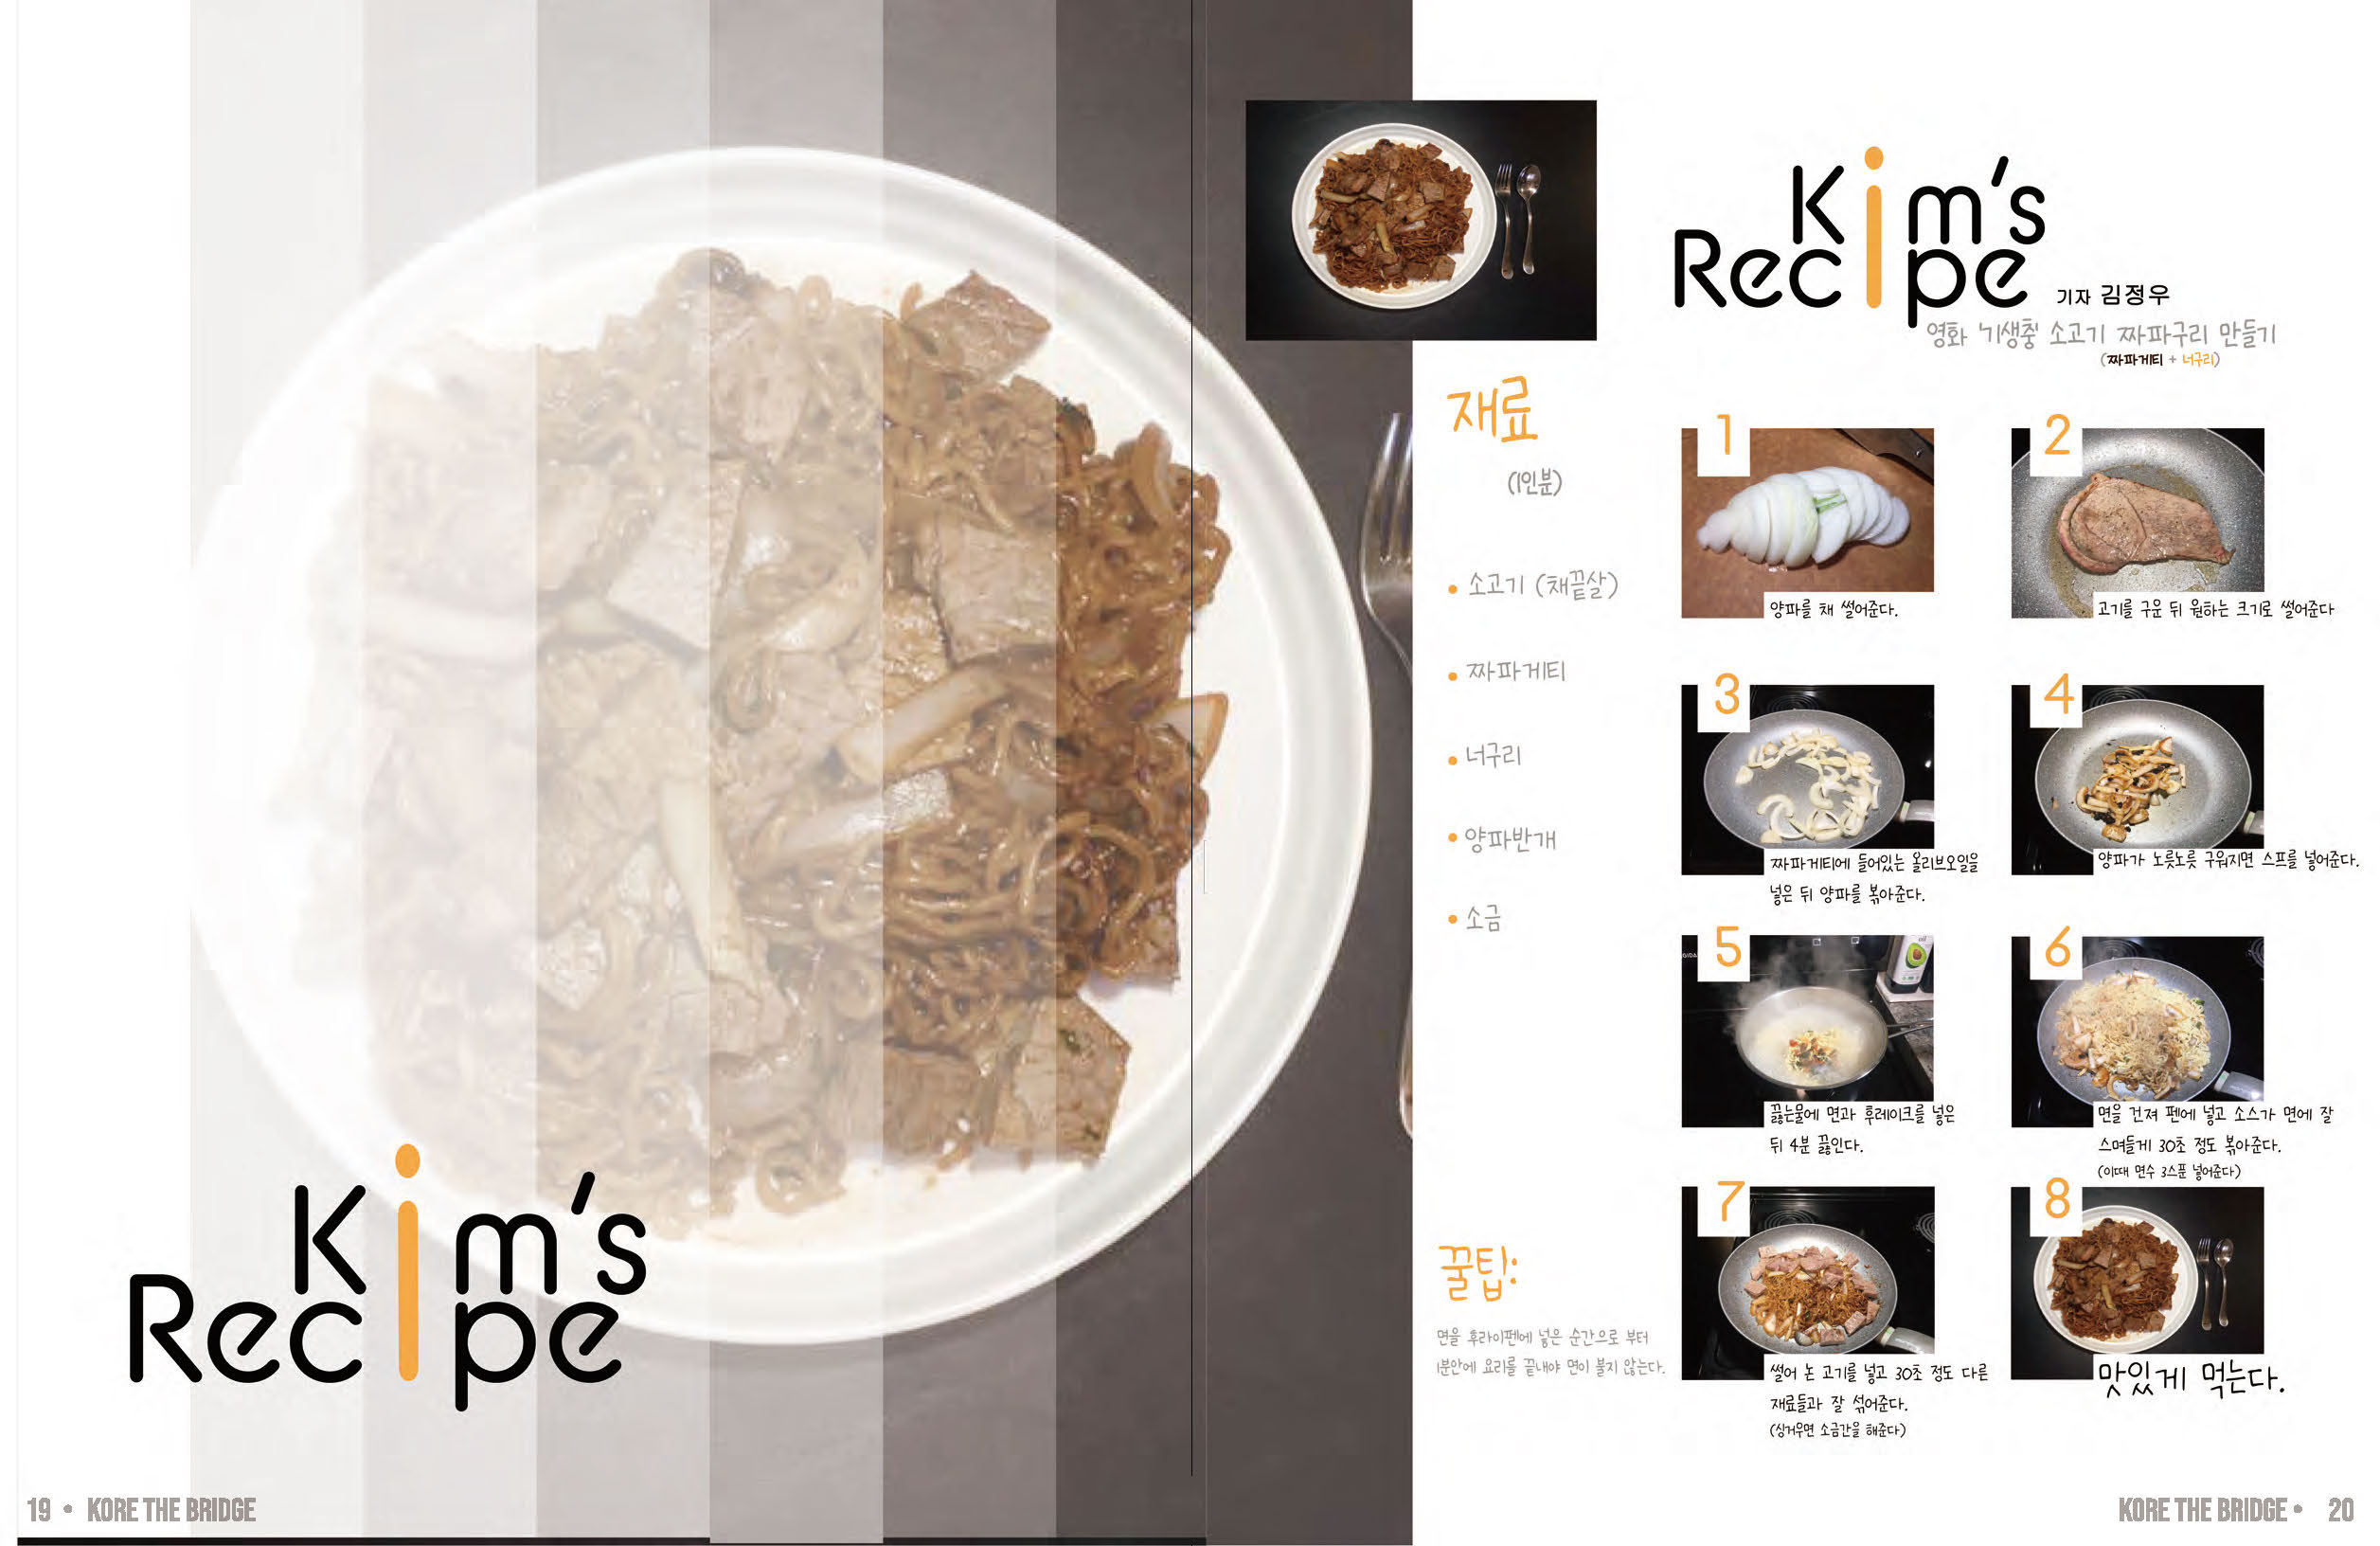 Kim's
Recipe
19 • KORE THE BRIDGE
Kim's
Recipe
기자 김정우
영화 '기생충' 소고기 짜파구리 만들기
(짜파게티 + 너구리)
재료
(1인분)
• 소고기 (채끝살)
• 짜파게티
• 너구리
• 양파반개
• 소금
꿀팁:
면을 후라이펜에 넣은 순간으로 부터
1분안에 요리를 끝내야 면이 불지 않는다.
1
양파를 채 썰어준다.
2
고기를 구운 뒤 원하는 크기로 썰어준다
3
짜파게티에 들어있는 올리브오일을
넣은 뒤 양파를 볶아준다.
4
양파가 노릇노릇 구워지면 스프를 넣어준다.
5
끓는물에 면과 후레이크를 넣은
뒤 4분 끓인다.
6
면을 건져 펜에 넣고 소스가 면에 잘
스며들게 30초 정도 볶아준다.
(이때 면수 3스푼 넣어준다)
7
썰어 논 고기를 넣고 30초 정도 다른
재료들과 잘 섞어준다.
(싱거우면 소금간을 해준다)
8
맛있게 먹는다.
KORE THE BRIDGE • 20